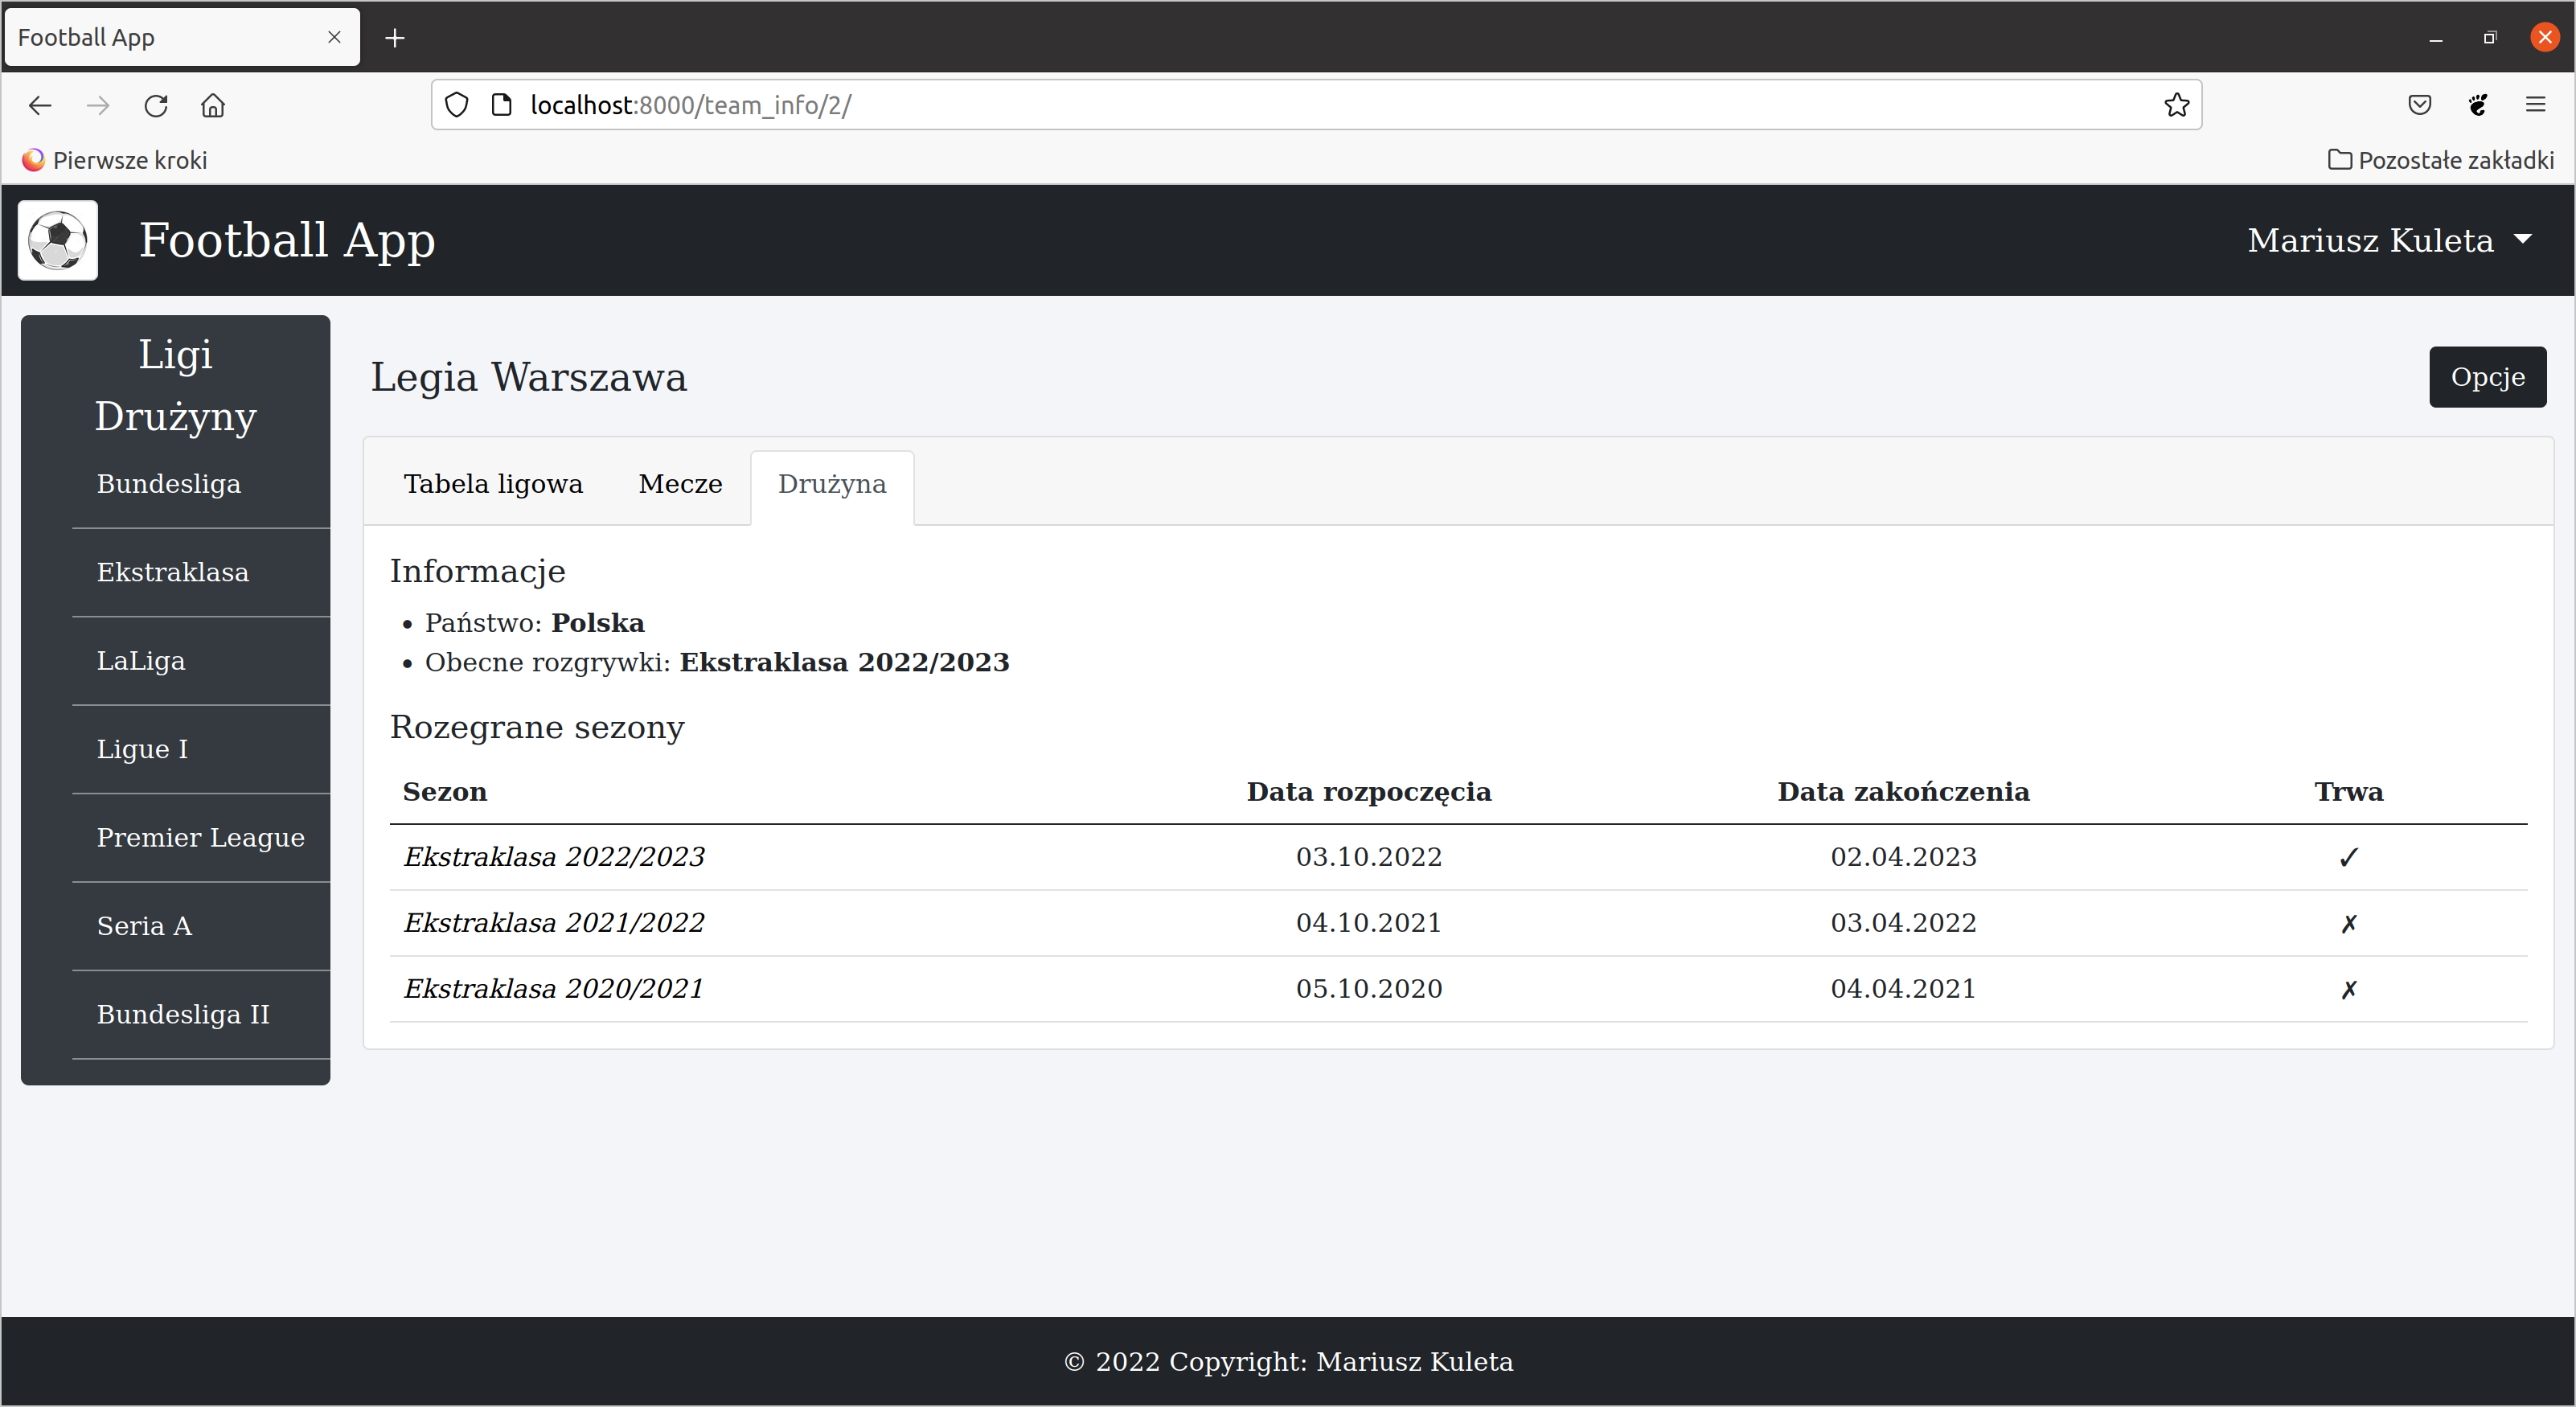 Football App
localhost:8000/team_info/2/
Pierwsze kroki
Pozostałe zakładki
Football App
Mariusz Kuleta
Ligi
Drużyny
Bundesliga
Ekstraklasa
LaLiga
Ligue I
Premier League
Seria A
Bundesliga II
Legia Warszawa
Opcje
Tabela ligowa Mecze Drużyna
Informacje
• Państwo: Polska
• Obecne rozgrywki: Ekstraklasa 2022/2023
Rozegrane sezony
Sezon Data rozpoczęcia Data zakończenia Trwa
Ekstraklasa 2022/2023 03.10.2022 02.04.2023 ✓
Ekstraklasa 2021/2022 04.10.2021 03.04.2022 ✗
Ekstraklasa 2020/2021 05.10.2020 04.04.2021 ✗
© 2022 Copyright: Mariusz Kuleta